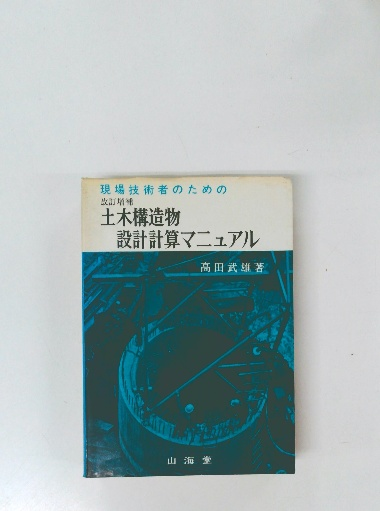 現場技術者のための
改訂増補
土木構造物
設計計算マニュアル
高田武雄著
山海堂